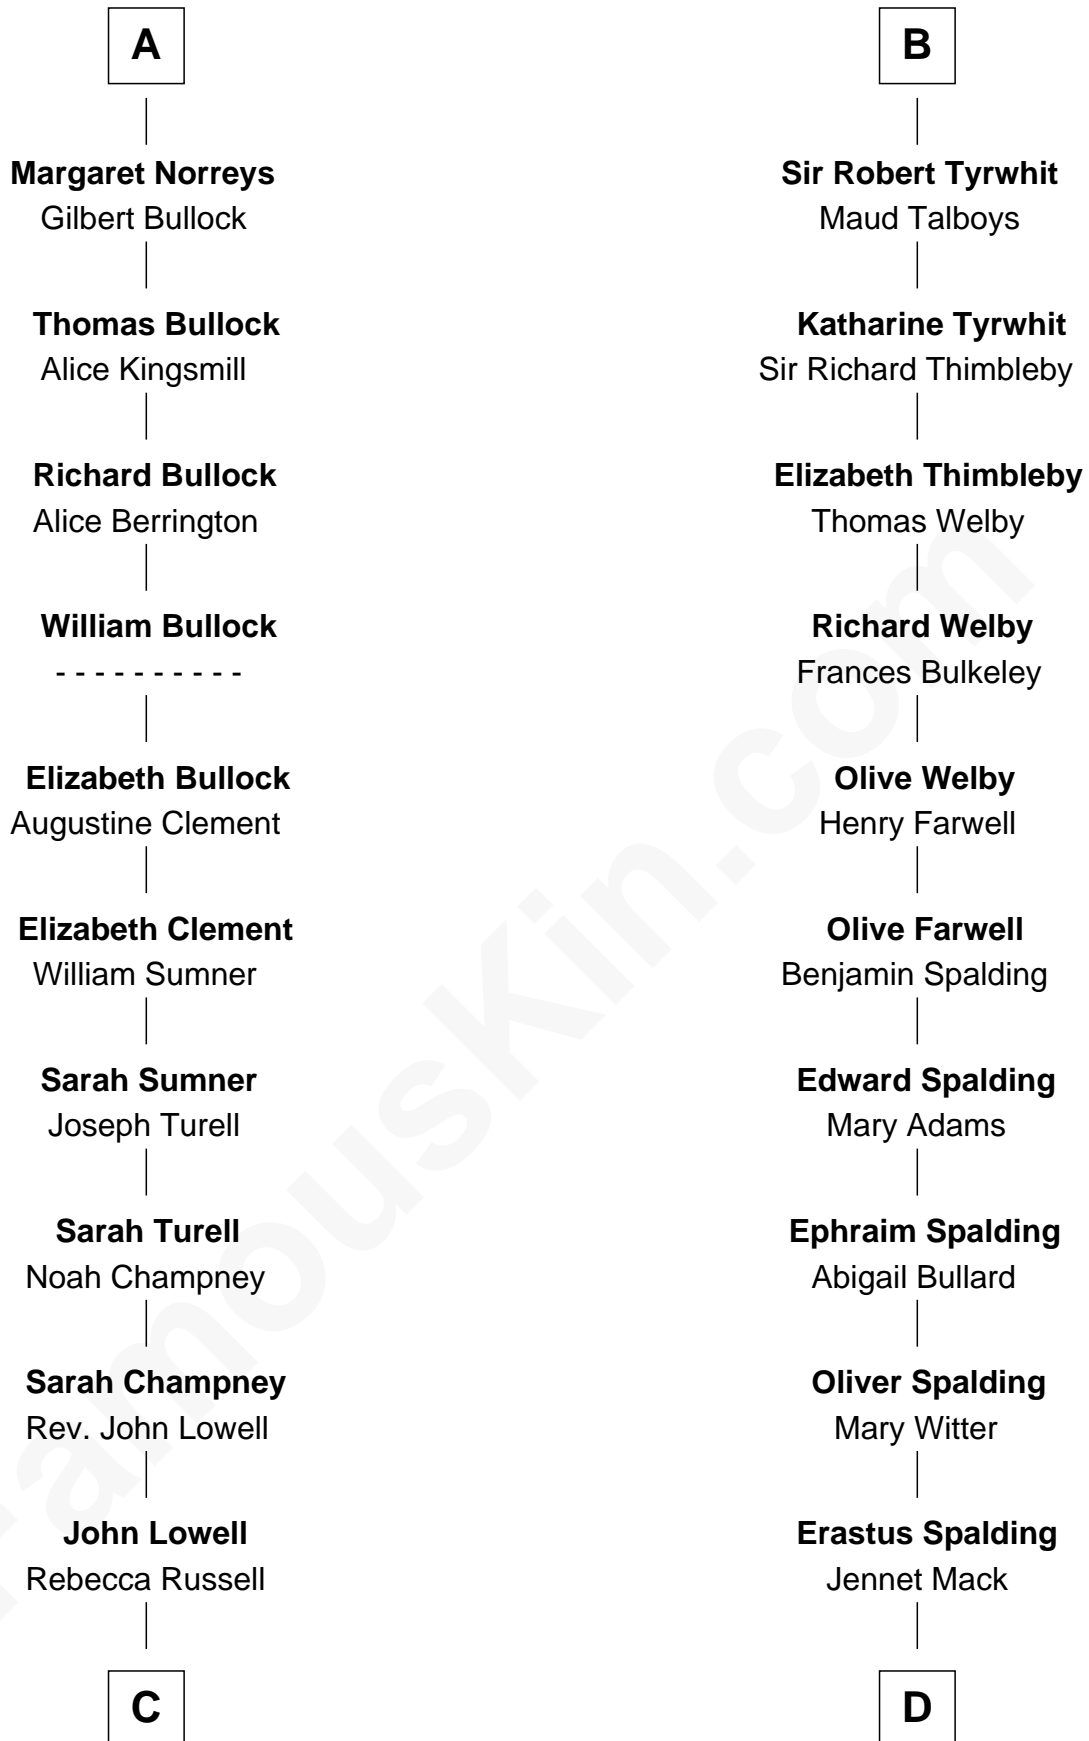 A
Margaret Norreys
Gilbert Bullock
Thomas Bullock
Alice Kingsmill
Richard Bullock
Alice Berrington
William Bullock
- - - - - - - - - -
Elizabeth Bullock
Augustine Clement
Elizabeth Clement
William Sumner
Sarah Sumner
Joseph Turell
Sarah Turell
Noah Champney
Sarah Champney
Rev. John Lowell
John Lowell
Rebecca Russell
C
B
Sir Robert Tyrwhit
Maud Talboys
Katharine Tyrwhit
Sir Richard Thimbleby
Elizabeth Thimbleby
Thomas Welby
Richard Welby
Frances Bulkeley
Olive Welby
Henry Farwell
Olive Farwell
Benjamin Spalding
Edward Spalding
Mary Adams
Ephraim Spalding
Abigail Bullard
Oliver Spalding
Mary Witter
Erastus Spalding
Jennet Mack
D
FamousKin.com